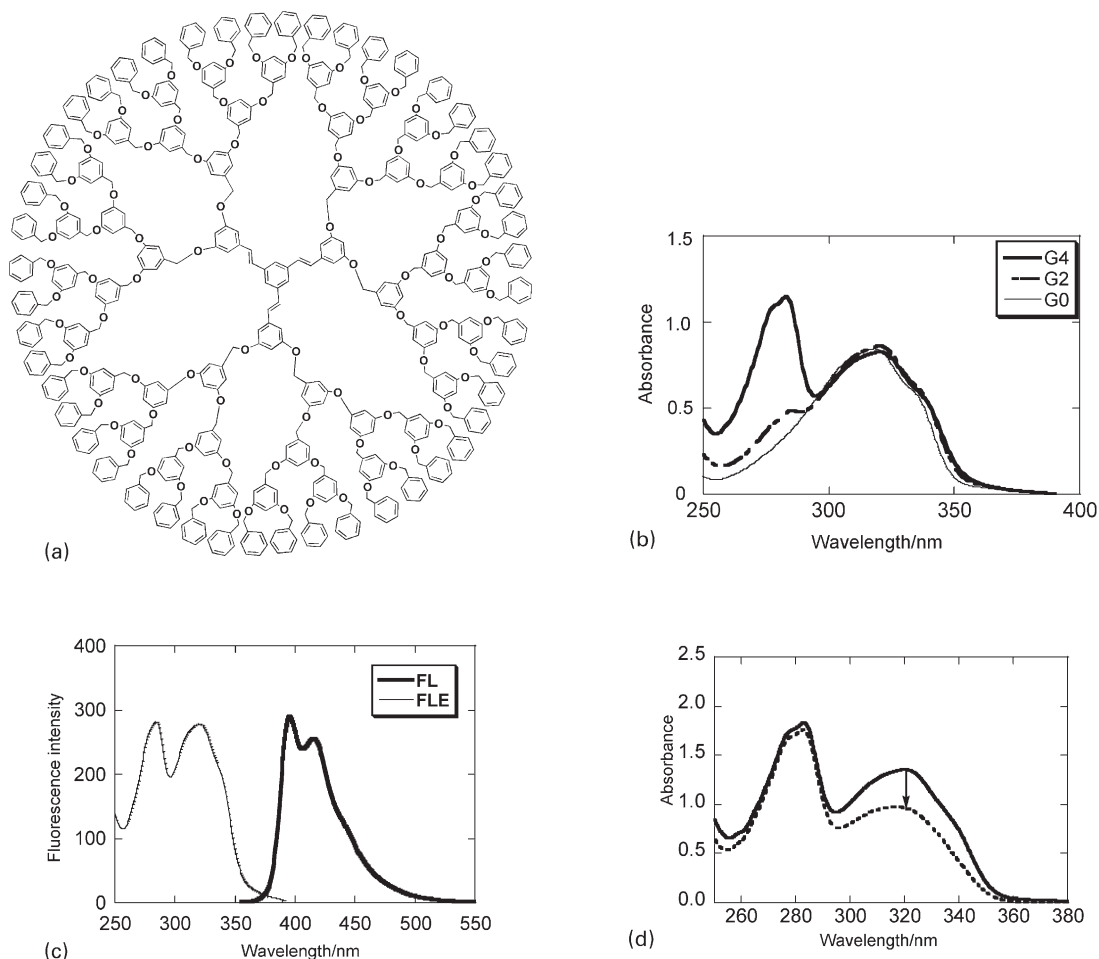 (a)
1.5
1.0
0.5
0
Absorbance
G4
G2
G0
250 300 350 400
Wavelength/nm
(b)
400
300
200
100
0
Fluorescence intensity
FL
FLE
250 300 350 400 450 500 550
Wavelength/nm
(c)
2.5
2.0
1.5
1.0
0.5
0.0
Absorbance
260 280 300 320 340 360 380
Wavelength/nm
(d)